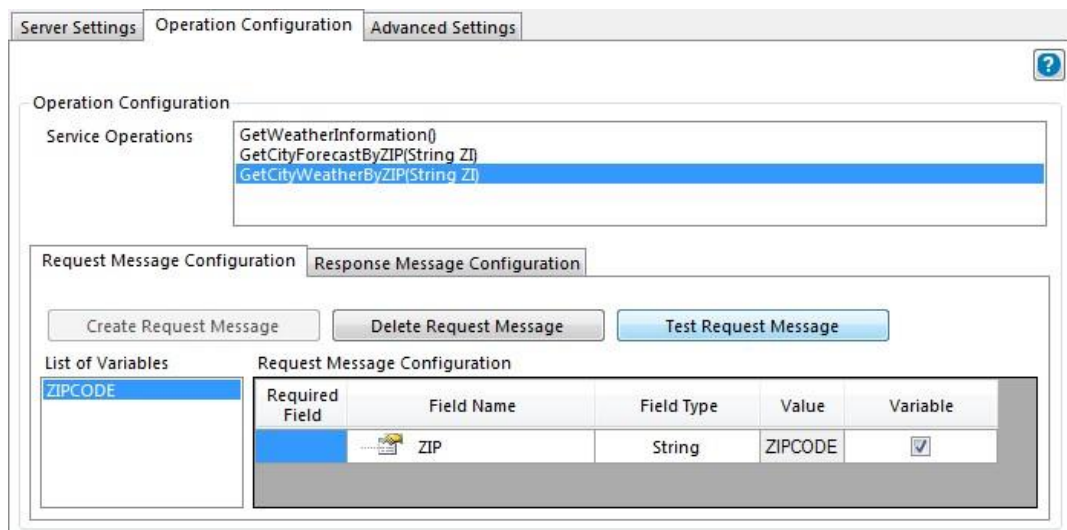 Server Settings Operation Configuration Advanced Settings
?
Operation Configuration
Service Operations
GetWeatherInformation()
GetCityForecastByZIP(String ZI)
GetCityWeatherByZIP(String ZI)
Request Message Configuration Response Message Configuration
Create Request Message Delete Request Message Test Request Message
List of Variables Request Message Configuration
ZIPCODE
Required Field Field Name Field Type Value Variable
ZIP String ZIPCODE